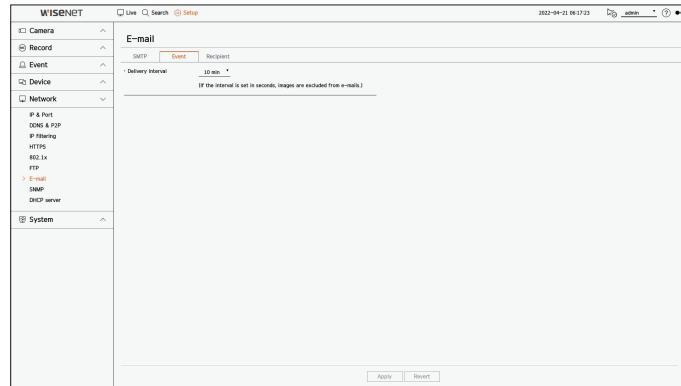 WISENET
Live Search Setup
2022-04-21 06:17:23 admin ?
Camera
Record
Event
Device
Network
IP & Port
DDNS & P2P
IP filtering
HTTPS
802.1x
FTP
> E-mail
SNMP
DHCP server
System
E-mail
SMTP Event Recipient
Delivery interval 10 min
(If the interval is set in seconds, images are excluded from e-mails.)
Apply Revert